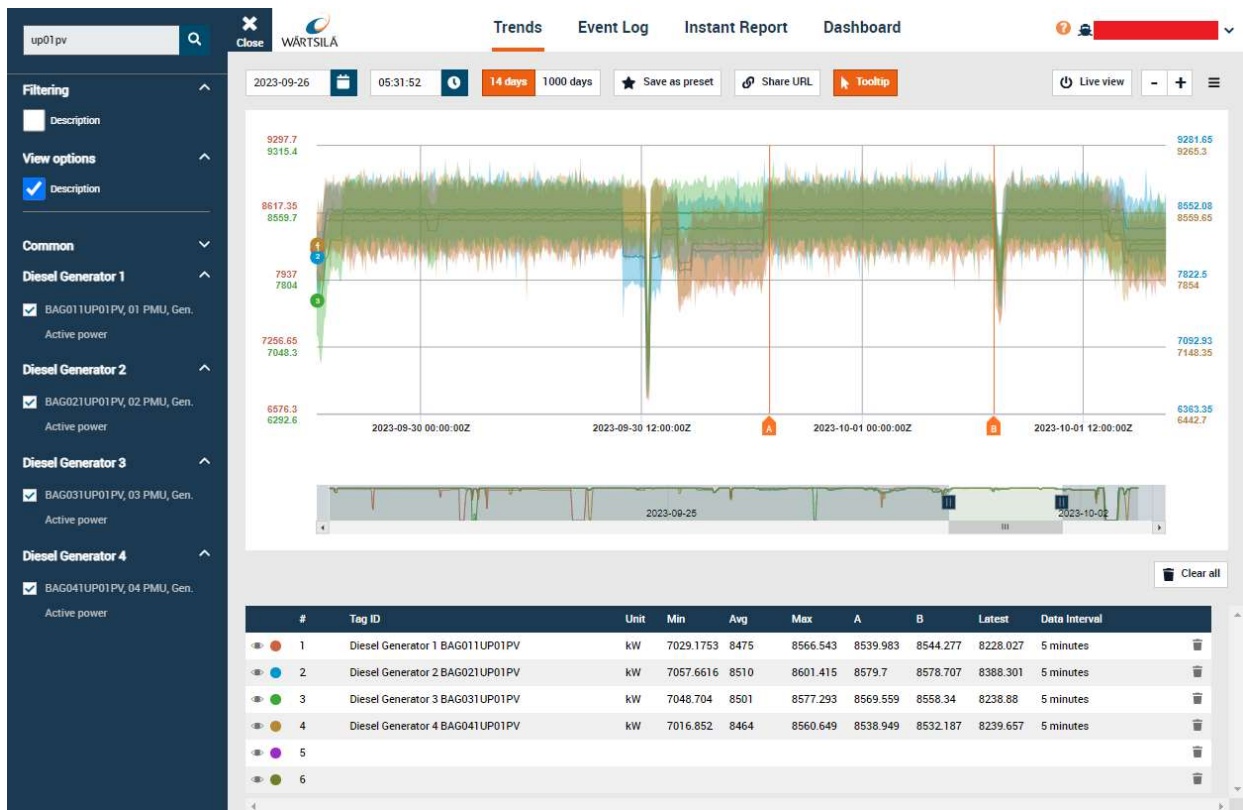 up01pv
Close
WÄRTSILÄ
Trends Event Log Instant Report Dashboard
Filtering
Description
View options
Description
Common
Diesel Generator 1
BAG011UP01PV, 01 PMU, Gen.
Active power
Diesel Generator 2
BAG021UP01PV, 02 PMU, Gen.
Active power
Diesel Generator 3
BAG031UP01PV, 03 PMU, Gen.
Active power
Diesel Generator 4
BAG041UP01PV, 04 PMU, Gen.
Active power
2023-09-26 05:31:52 14 days 1000 days Save as preset Share URL Tooltip Live view - +
9297.7 9281.65
9315.4 9265.3
8617.35 8552.08
8559.7 8559.65
7937 7822.5
7804 7854
7256.65 7092.93
7048.3 7148.35
6576.3 6363.35
6292.6 6442.7
2
3
2023-09-30 00:00:00Z 2023-09-30 12:00:00Z A 2023-10-01 00:00:00Z B 2023-10-01 12:00:00Z
2023-09-25 2023-10-02
Clear all
# Tag ID Unit Min Avg Max A B Latest Data Interval
1 Diesel Generator 1 BAG011UP01PV kW 7029.1753 8475 8566.543 8539.983 8544.277 8228.027 5 minutes
2 Diesel Generator 2 BAG021UP01PV kW 7057.6616 8510 8601.415 8579.7 8578.707 8388.301 5 minutes
3 Diesel Generator 3 BAG031UP01PV kW 7048.704 8501 8577.293 8569.559 8558.34 8238.88 5 minutes
4 Diesel Generator 4 BAG041UP01PV kW 7016.852 8464 8560.649 8538.949 8532.187 8239.657 5 minutes
5
6